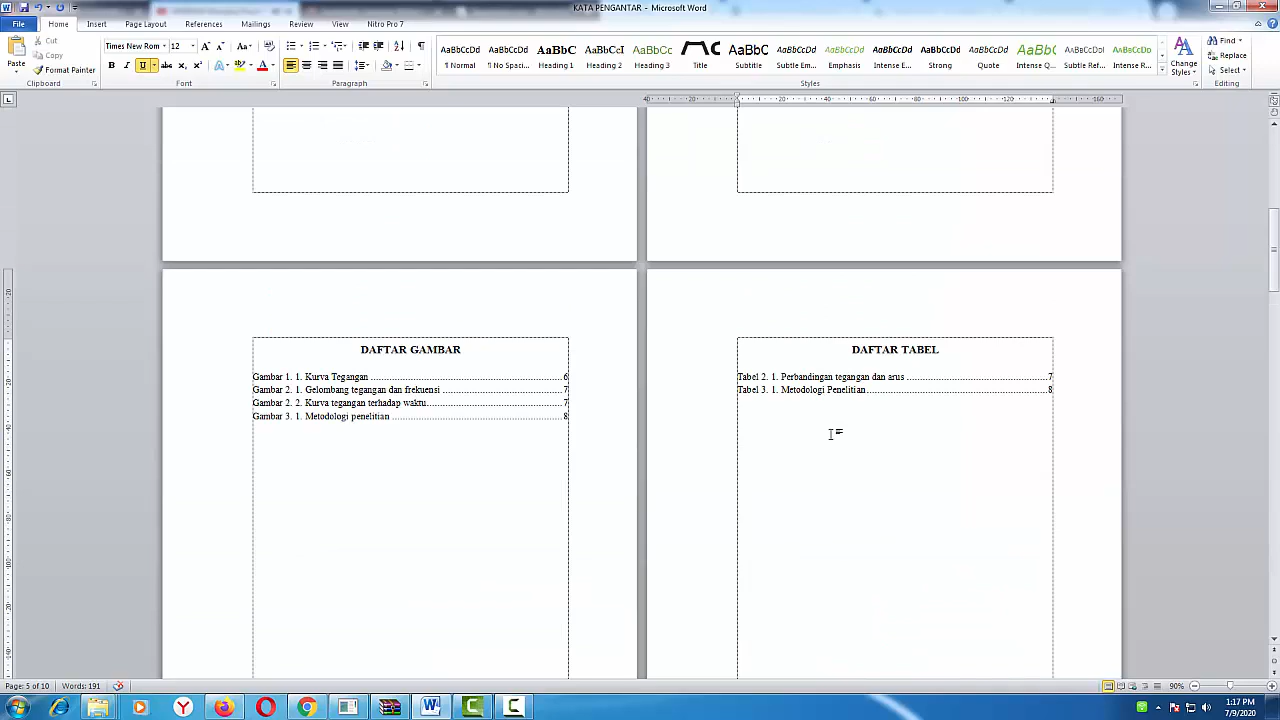 KATA PENGANTAR - Microsoft Word
File Home Insert Page Layout References Mailings Review View Nitro Pro 7
Paste Cut Copy Format Painter
Clipboard
Times New Rom 12
Font
Paragraph
AaBbCcDd AaBbCcDd AaBbC AaBbCcI AaBbCc AaBbC AaBbCcDd AaBbCcDd AaBbCcDd AaBbCcDd AaBbCcDd AaBbC AaBbCcDd AaBbCcDd
¶ Normal ¶ No Spaci... Heading 1 Heading 2 Heading 3 Title Subtitle Subtle Em... Emphasis Intense E... Strong Quote Intense Q... Subtle Ref... Intense R...
Styles
Change Styles
Find
Replace
Select
Editing
DAFTAR GAMBAR
Gambar 1. 1. Kurva Tegangan 6
Gambar 2. 1. Gelombang tegangan dan frekuensi 7
Gambar 2. 2. Kurva tegangan terhadap waktu 7
Gambar 3. 1. Metodologi penelitian 8
DAFTAR TABEL
Tabel 2. 1. Perbandingan tegangan dan arus 7
Tabel 3. 1. Metodologi Penelitian 8
Page: 5 of 10 Words: 191 90%
1:17 PM
7/9/2020